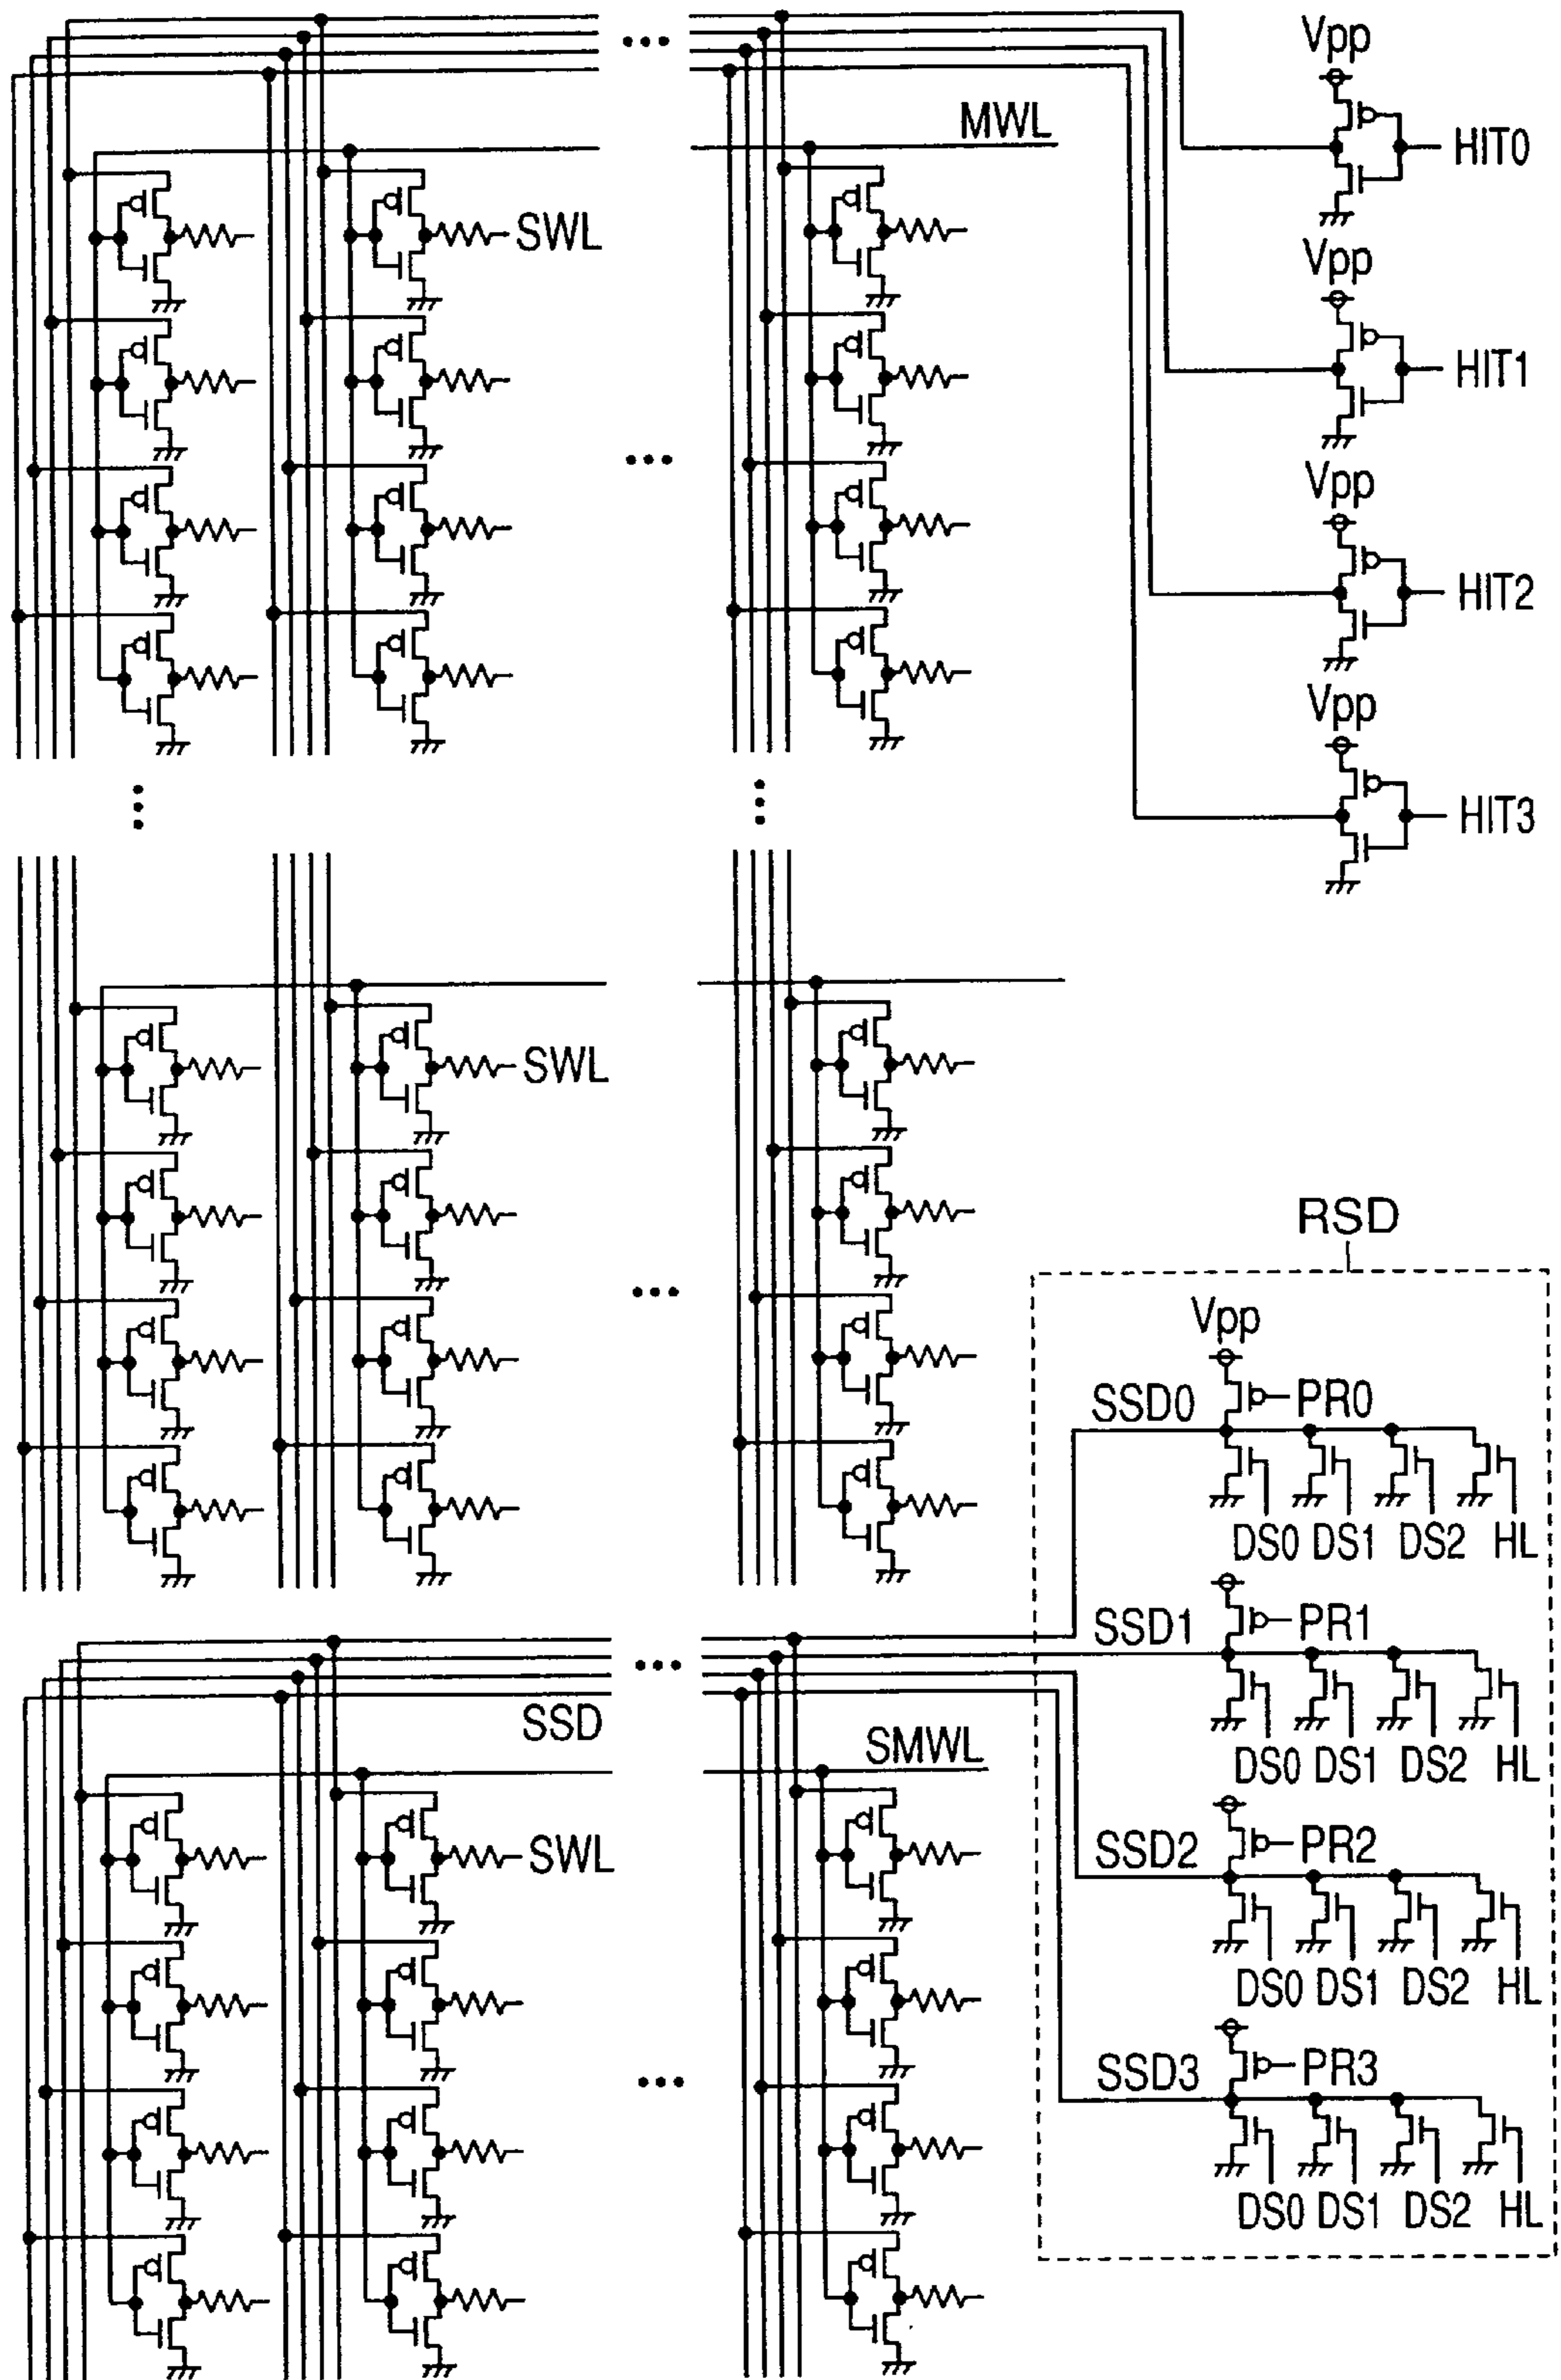 Vpp
MWL
HIT0
SWL
Vpp
HIT1
Vpp
HIT2
Vpp
HIT3
SWL
RSD
Vpp
SSD0
PR0
DS0 DS1 DS2 HL
SSD1
PR1
SSD
SMWL
DS0 DS1 DS2 HL
SWL
SSD2
PR2
DS0 DS1 DS2 HL
SSD3
PR3
DS0 DS1 DS2 HL